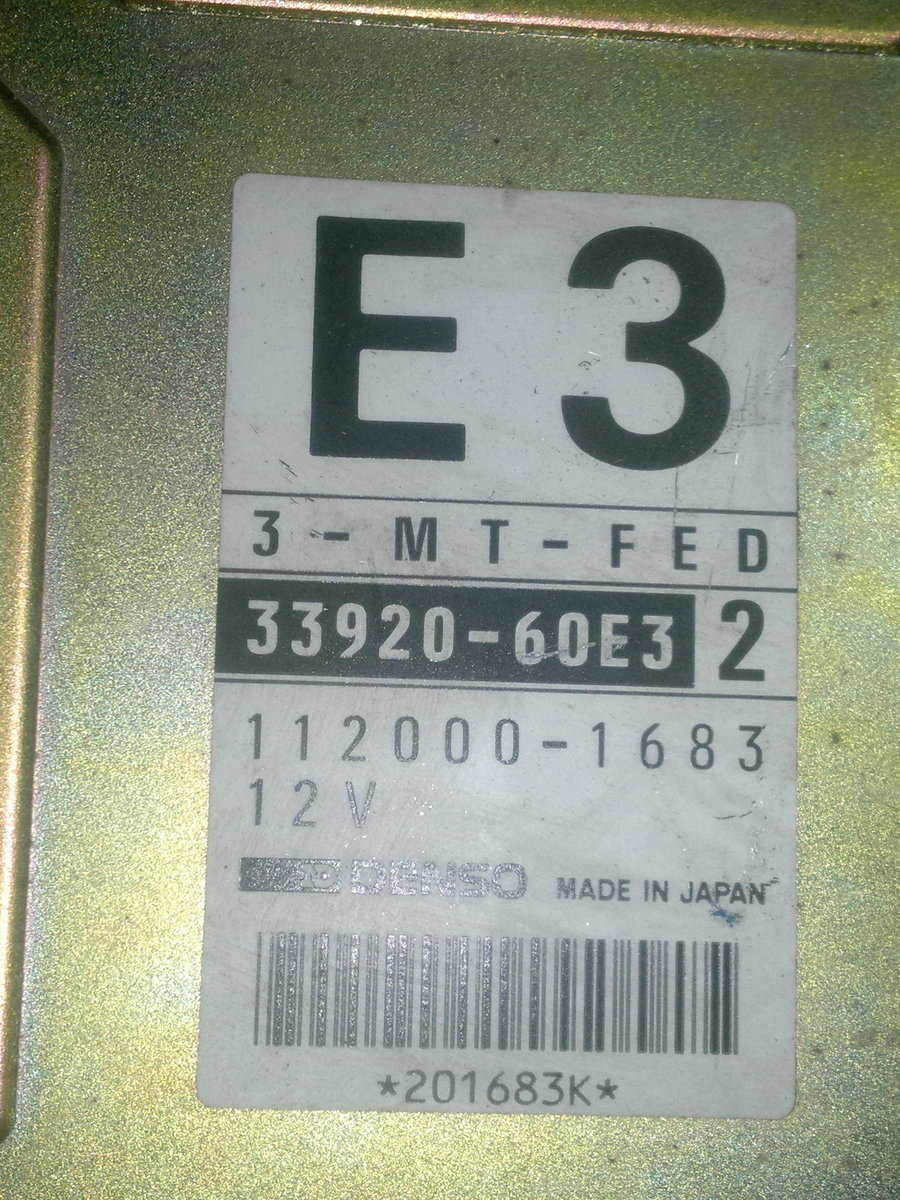 E3
3-MT-FED
33920-60E3 2
112000-1683
12V
DENSO MADE IN JAPAN
*201683K*